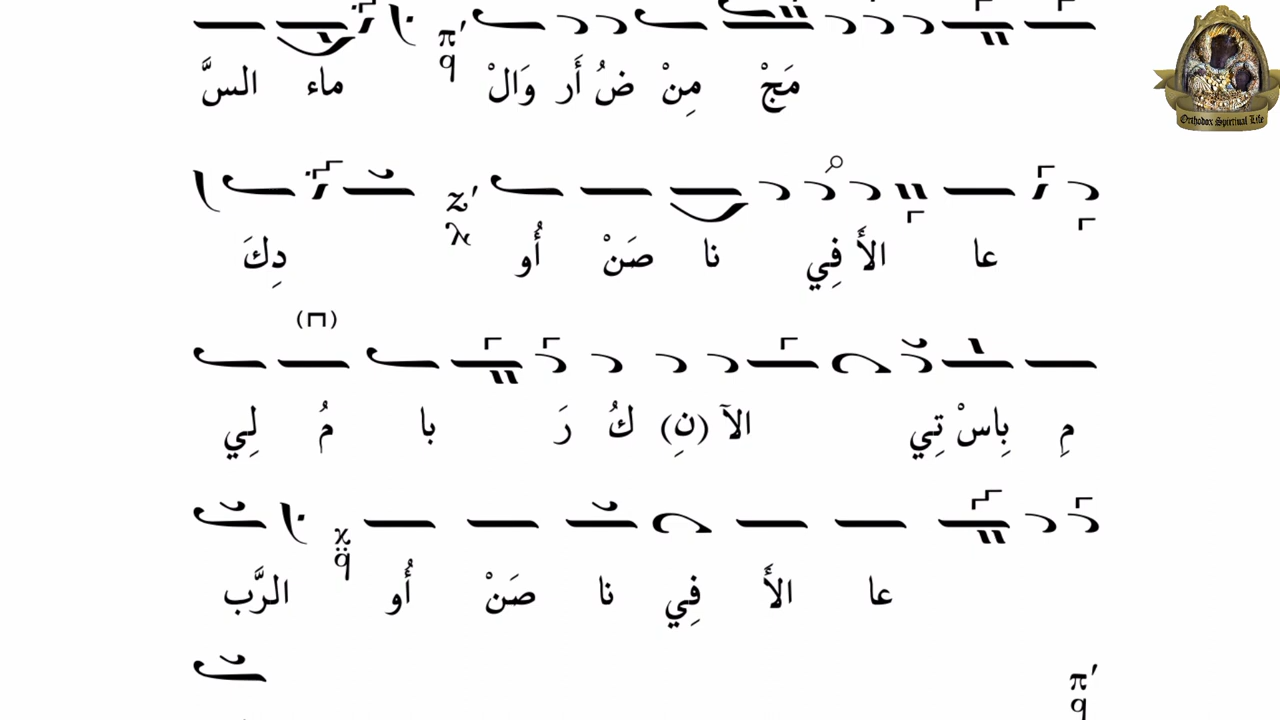 السَّ ماء وَالْ أَر ضُ مِنْ مَجْ
دِكَ أُو صَنْ نا فِي الأَ عا
لِي مُ با رَ كُ (نِ) الآ تِي بِاسْ مِ
الرَّب أُو صَنْ نا فِي الأَ عا
Orthodox Spiritual Life